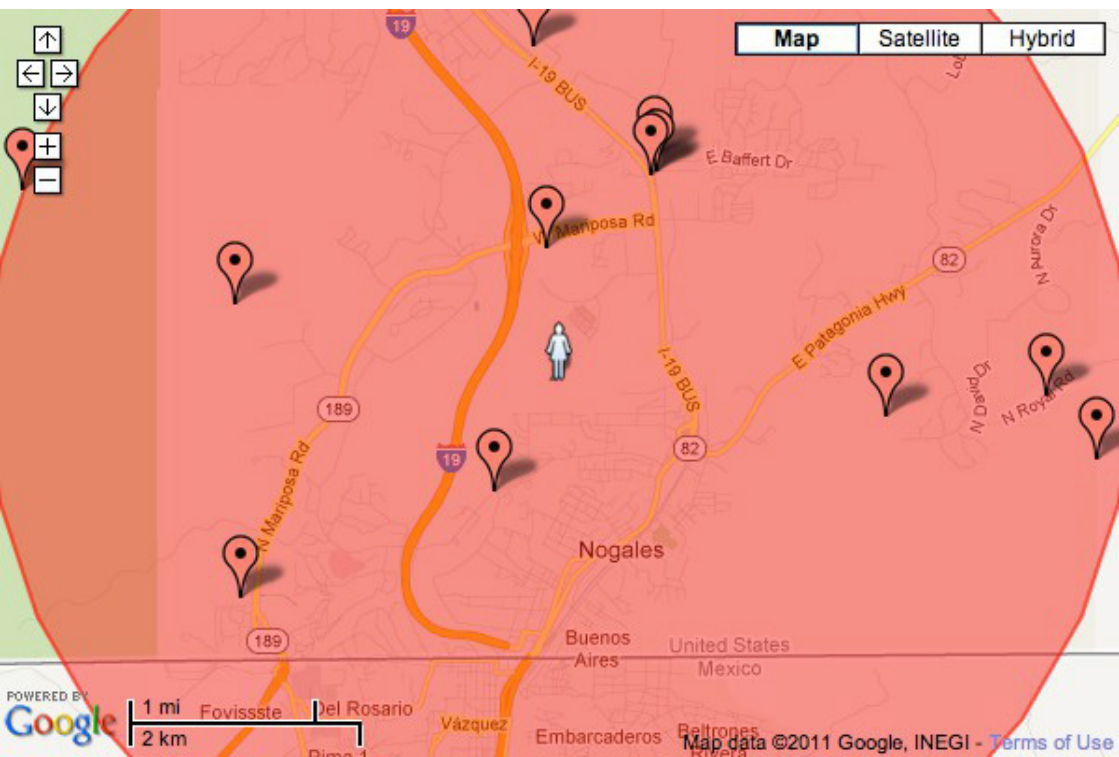 19
I-19 BUS
Map
Satellite
Hybrid
E Baffert Dr
W Mariposa Rd
N Aurora Dr
82
E Patagonia Hwy
I-19 BUS
N David Dr
N Royal Rd
189
19
82
N Mariposa Rd
Nogales
189
Buenos
Aires
United States
Mexico
POWERED BY
Google
1 mi
2 km
Fovissste
Del Rosario
Vázquez
Embarcaderos
Beltrones
Rivera
Map data ©2011 Google, INEGI - Terms of Use